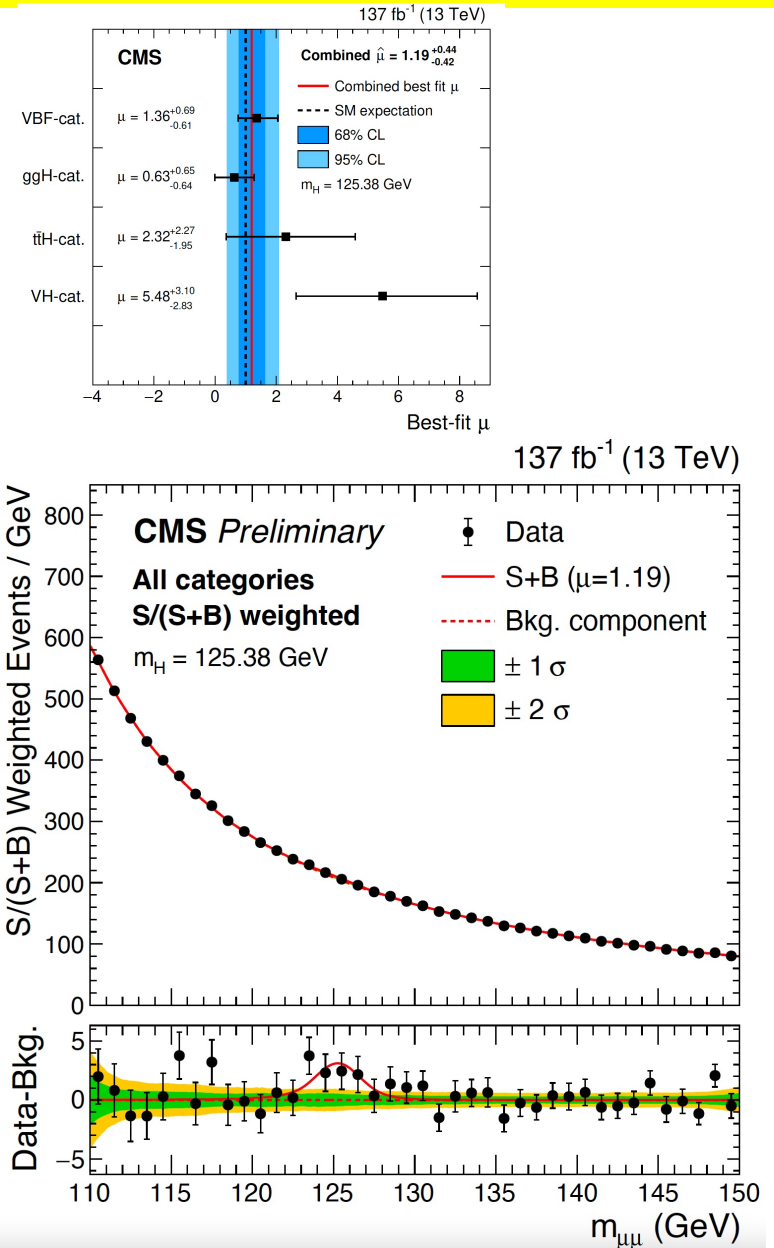 137 fb⁻¹ (13 TeV)
CMS
Combined μ̂ = 1.19 +0.44 -0.42
Combined best fit μ
SM expectation
68% CL
95% CL
m_H = 125.38 GeV
VBF-cat. μ = 1.36 +0.69 -0.61
ggH-cat. μ = 0.63 +0.65 -0.64
tt̄H-cat. μ = 2.32 +2.27 -1.95
VH-cat. μ = 5.48 +3.10 -2.83
−4 −2 0 2 4 6 8
Best-fit μ
137 fb⁻¹ (13 TeV)
S/(S+B) Weighted Events / GeV
800
700
600
500
400
300
200
100
0
CMS Preliminary
All categories
S/(S+B) weighted
m_H = 125.38 GeV
Data
S+B (μ=1.19)
Bkg. component
± 1 σ
± 2 σ
Data-Bkg.
5
0
−5
110 115 120 125 130 135 140 145 150
m_μμ (GeV)